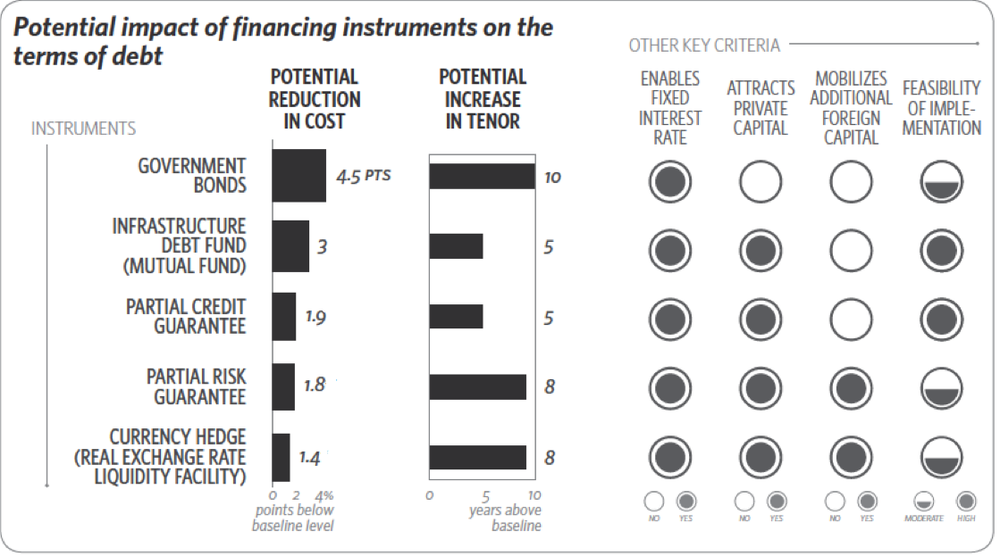 Potential impact of financing instruments on the
terms of debt
OTHER KEY CRITERIA
INSTRUMENTS
POTENTIAL
REDUCTION
IN COST
POTENTIAL
INCREASE
IN TENOR
ENABLES
FIXED
INTEREST
RATE
ATTRACTS
PRIVATE
CAPITAL
MOBILIZES
ADDITIONAL
FOREIGN
CAPITAL
FEASIBILITY
OF IMPLE-
MENTATION
GOVERNMENT
BONDS
4.5 PTS
10
INFRASTRUCTURE
DEBT FUND
(MUTUAL FUND)
3
5
PARTIAL CREDIT
GUARANTEE
1.9
5
PARTIAL RISK
GUARANTEE
1.8
8
CURRENCY HEDGE
(REAL EXCHANGE RATE
LIQUIDITY FACILITY)
1.4
8
0 2 4%
points below
baseline level
0 5 10
years above
baseline
NO YES
NO YES
NO YES
MODERATE HIGH